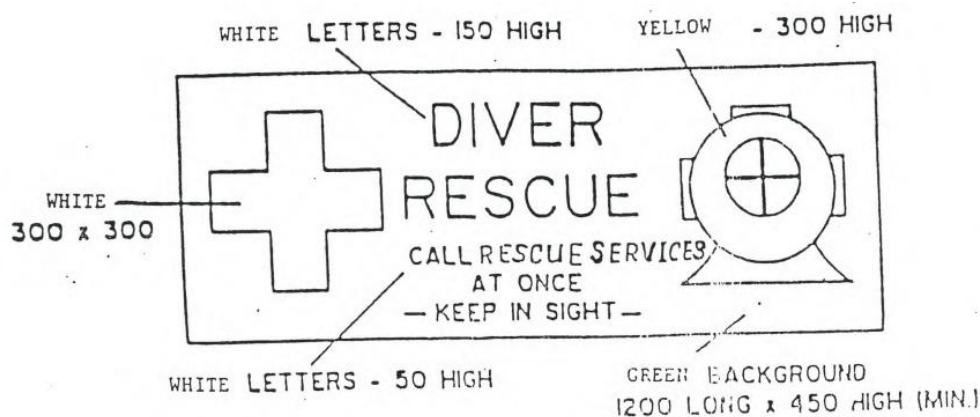 WHITE LETTERS - 150 HIGH
YELLOW - 300 HIGH
DIVER
RESCUE
WHITE
300 x 300
CALL RESCUE SERVICES
AT ONCE
— KEEP IN SIGHT —
WHITE LETTERS - 50 HIGH
GREEN BACKGROUND
1200 LONG x 450 HIGH (MIN.)